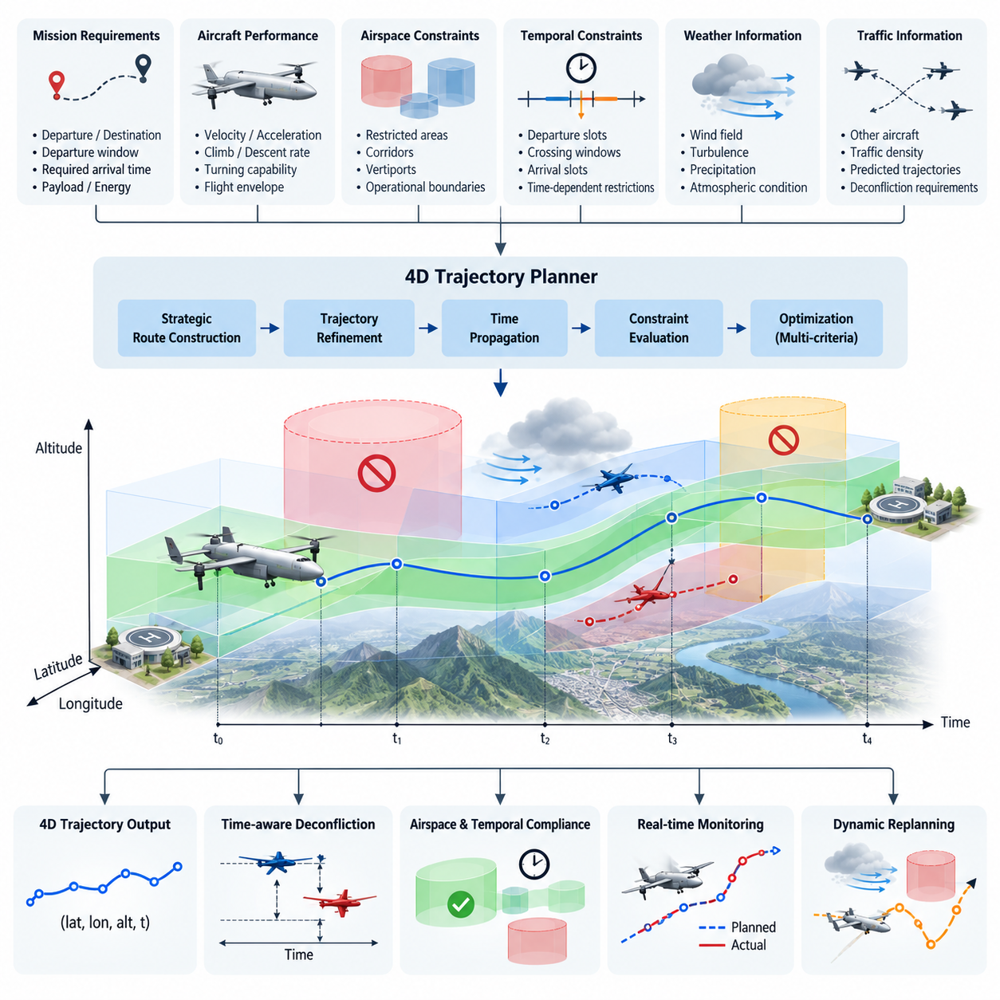 Mission Requirements
• Departure / Destination
• Departure window
• Required arrival time
• Payload / Energy
Aircraft Performance
• Velocity / Acceleration
• Climb / Descent rate
• Turning capability
• Flight envelope
Airspace Constraints
• Restricted areas
• Corridors
• Vertiports
• Operational boundaries
Temporal Constraints
• Departure slots
• Crossing windows
• Arrival slots
• Time-dependent restrictions
Weather Information
• Wind field
• Turbulence
• Precipitation
• Atmospheric condition
Traffic Information
• Other aircraft
• Traffic density
• Predicted trajectories
• Deconfliction requirements
4D Trajectory Planner
Strategic
Route Construction
Trajectory
Refinement
Time
Propagation
Constraint
Evaluation
Optimization
(Multi-criteria)
Altitude
Latitude
Longitude
H
H
Time
t₀
t₁
t₂
t₃
t₄
4D Trajectory Output
(lat, lon, alt, t)
Time-aware Deconfliction
Time
Airspace & Temporal Compliance
Real-time Monitoring
Planned
Actual
Dynamic Replanning